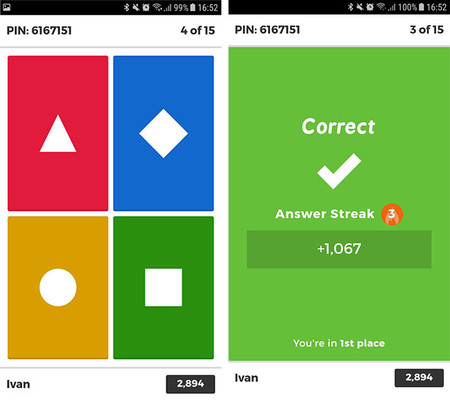 99% 16:52
PIN: 6167151 4 of 15
Ivan 2,894
100% 16:52
PIN: 6167151 3 of 15
Correct
Answer Streak 3
+1,067
You're in 1st place
Ivan 2,894